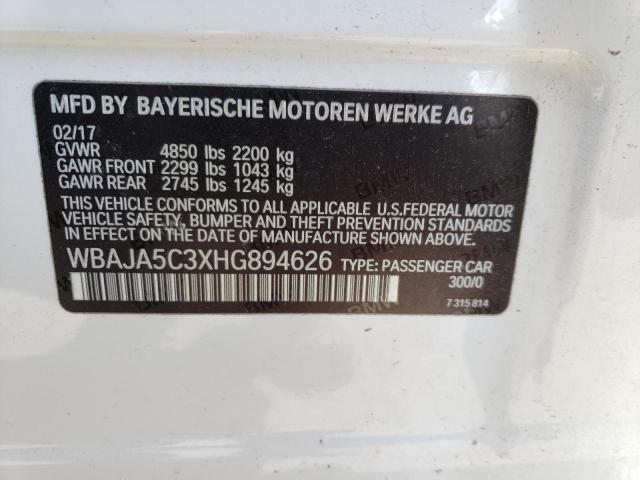 MFD BY BAYERISCHE MOTOREN WERKE AG
02/17
GVWR 4850 lbs 2200 kg
GAWR FRONT 2299 lbs 1043 kg
GAWR REAR 2745 lbs 1245 kg
THIS VEHICLE CONFORMS TO ALL APPLICABLE U.S.FEDERAL MOTOR
VEHICLE SAFETY, BUMPER AND THEFT PREVENTION STANDARDS
IN EFFECT ON THE DATE OF MANUFACTURE SHOWN ABOVE.
WBAJA5C3XHG894626 TYPE: PASSENGER CAR
300/0
7 315 814